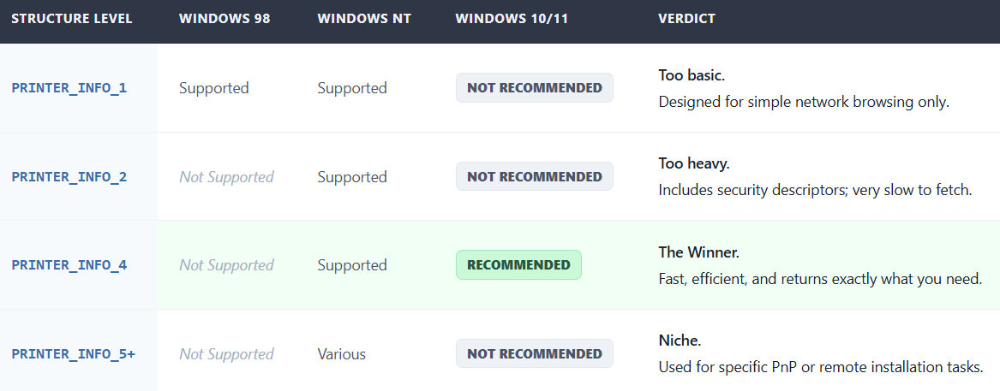 STRUCTURE LEVEL WINDOWS 98 WINDOWS NT WINDOWS 10/11 VERDICT
PRINTER_INFO_1 Supported Supported NOT RECOMMENDED Too basic.
Designed for simple network browsing only.
PRINTER_INFO_2 Not Supported Supported NOT RECOMMENDED Too heavy.
Includes security descriptors; very slow to fetch.
PRINTER_INFO_4 Not Supported Supported RECOMMENDED The Winner.
Fast, efficient, and returns exactly what you need.
PRINTER_INFO_5+ Not Supported Various NOT RECOMMENDED Niche.
Used for specific PnP or remote installation tasks.